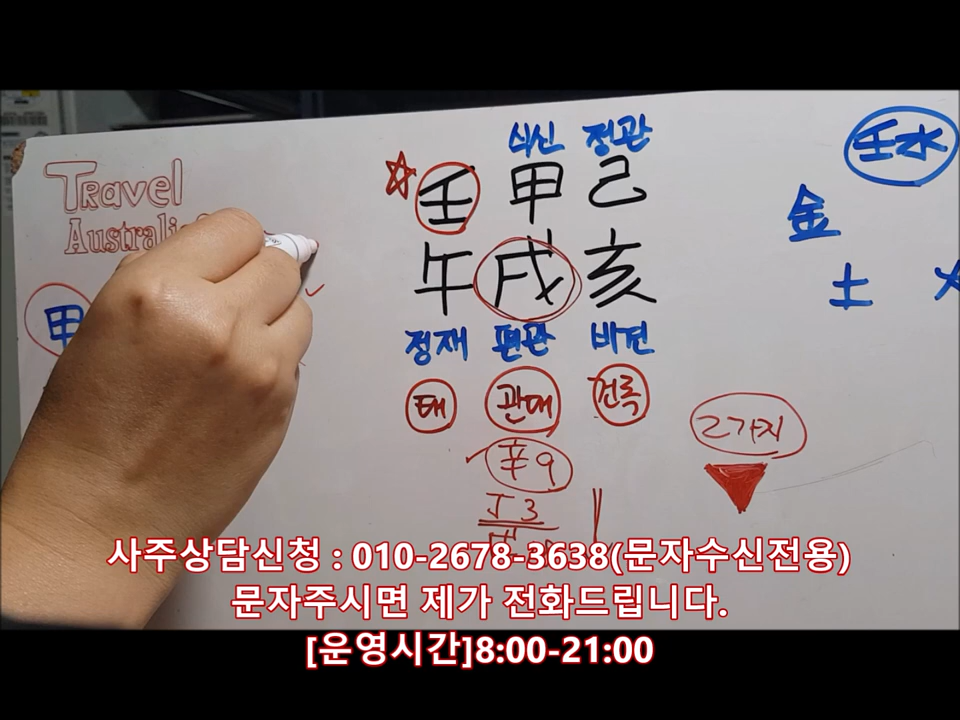 Travel
식신 정관
壬 甲 己
午 戌 亥
정재 편관 비견
태 관대 건록
辛 9
J 3
2가지
壬水
金
土
甲
사주상담신청 : 010-2678-3638(문자수신전용)
문자주시면 제가 전화드립니다.
[운영시간]8:00-21:00